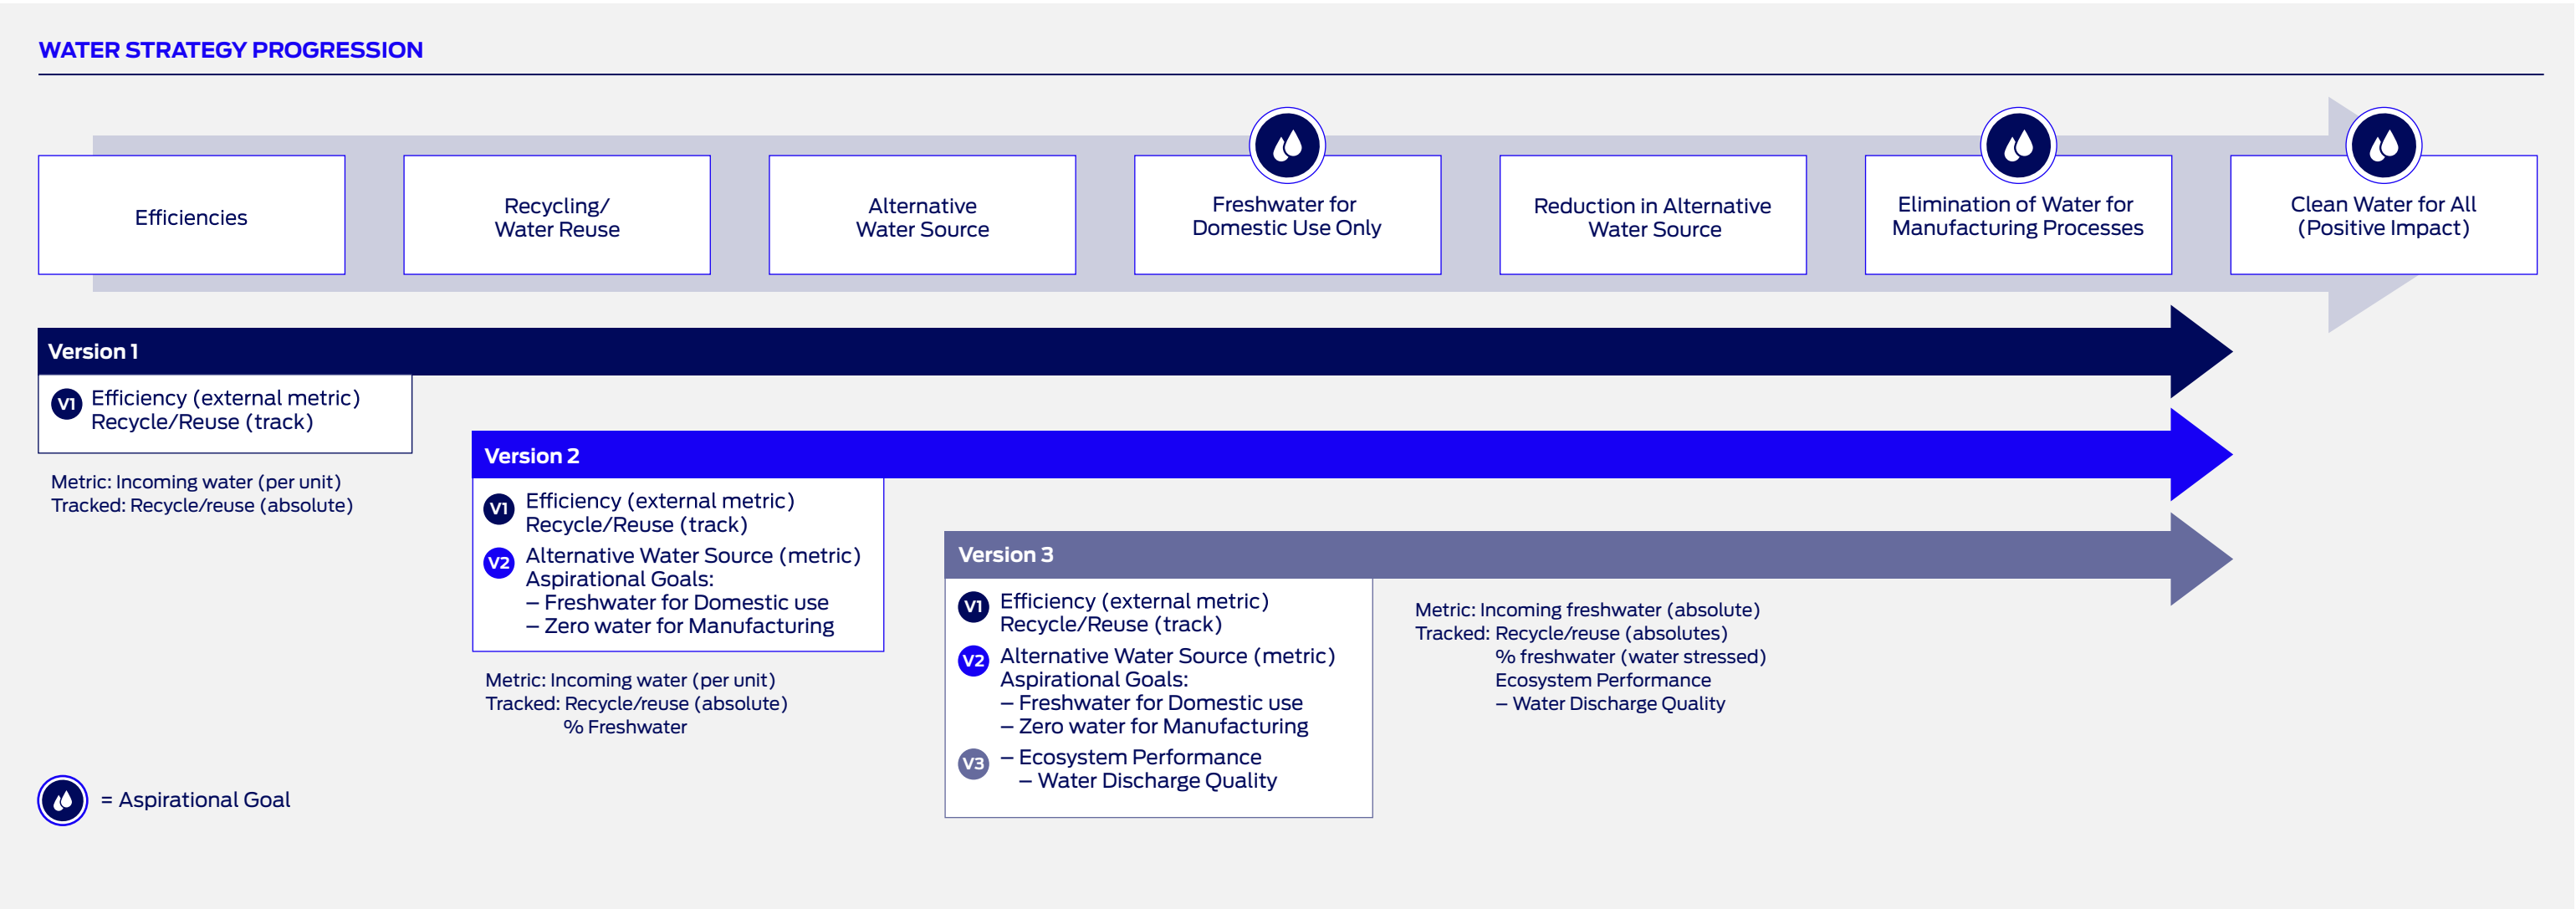 WATER STRATEGY PROGRESSION
Efficiencies
Recycling/
Water Reuse
Alternative
Water Source
Freshwater for
Domestic Use Only
Reduction in Alternative
Water Source
Elimination of Water for
Manufacturing Processes
Clean Water for All
(Positive Impact)
Version 1
V1 Efficiency (external metric)
Recycle/Reuse (track)
Metric: Incoming water (per unit)
Tracked: Recycle/reuse (absolute)
Version 2
V1 Efficiency (external metric)
Recycle/Reuse (track)
V2 Alternative Water Source (metric)
Aspirational Goals:
– Freshwater for Domestic use
– Zero water for Manufacturing
Metric: Incoming water (per unit)
Tracked: Recycle/reuse (absolute)
% Freshwater
Version 3
V1 Efficiency (external metric)
Recycle/Reuse (track)
V2 Alternative Water Source (metric)
Aspirational Goals:
– Freshwater for Domestic use
– Zero water for Manufacturing
V3 – Ecosystem Performance
– Water Discharge Quality
Metric: Incoming freshwater (absolute)
Tracked: Recycle/reuse (absolutes)
% freshwater (water stressed)
Ecosystem Performance
– Water Discharge Quality
= Aspirational Goal